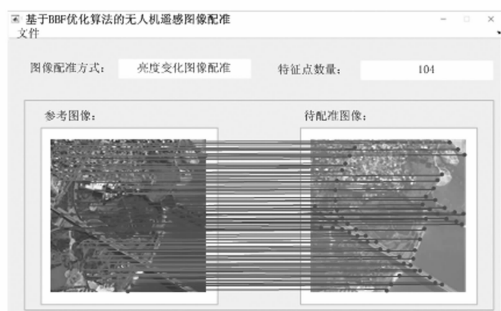 基于BBF优化算法的无人机遥感图像配准
文件
图像配准方式： 亮度变化图像配准 特征点数量： 104
参考图像： 待配准图像：